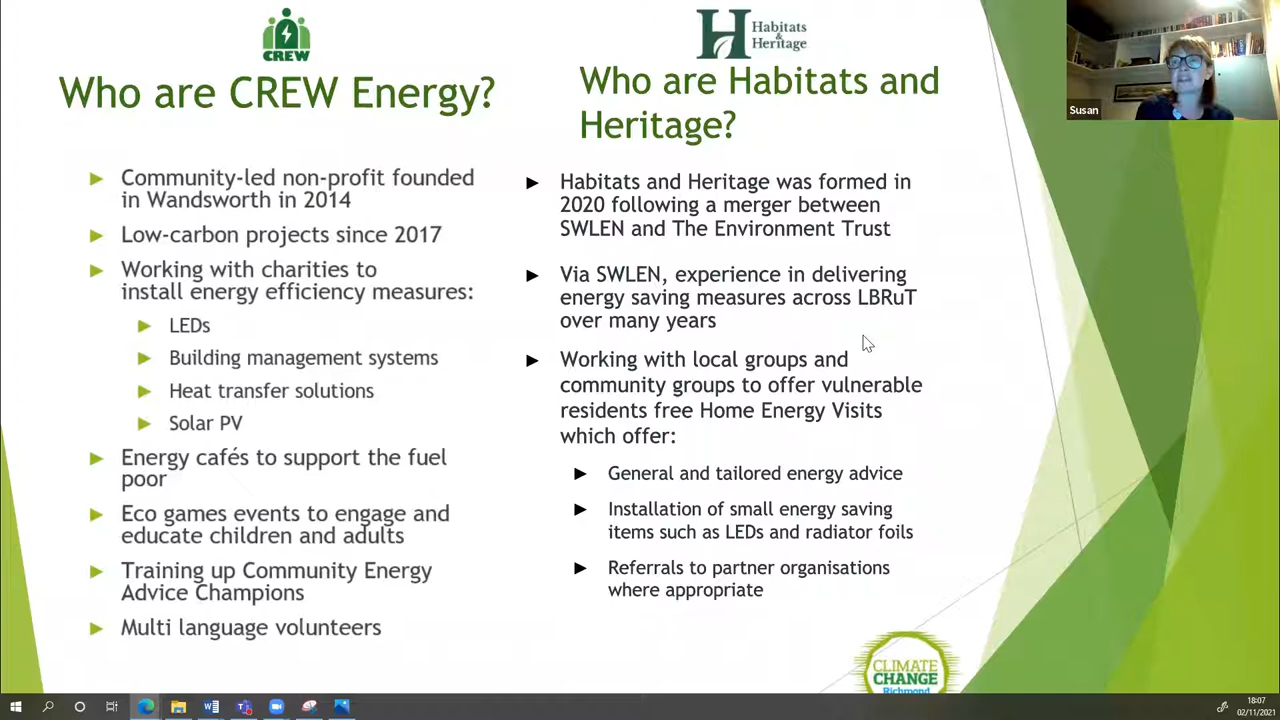 CREW
Who are CREW Energy?
Community-led non-profit founded
in Wandsworth in 2014
Low-carbon projects since 2017
Working with charities to
install energy efficiency measures:
LEDs
Building management systems
Heat transfer solutions
Solar PV
Energy cafés to support the fuel
poor
Eco games events to engage and
educate children and adults
Training up Community Energy
Advice Champions
Multi language volunteers
H Habitats
&
Heritage
Who are Habitats and
Heritage?
Habitats and Heritage was formed in
2020 following a merger between
SWLEN and The Environment Trust
Via SWLEN, experience in delivering
energy saving measures across LBRuT
over many years
Working with local groups and
community groups to offer vulnerable
residents free Home Energy Visits
which offer:
General and tailored energy advice
Installation of small energy saving
items such as LEDs and radiator foils
Referrals to partner organisations
where appropriate
CLIMATE
CHANGE
Richmond
Susan
18:07
02/11/2021